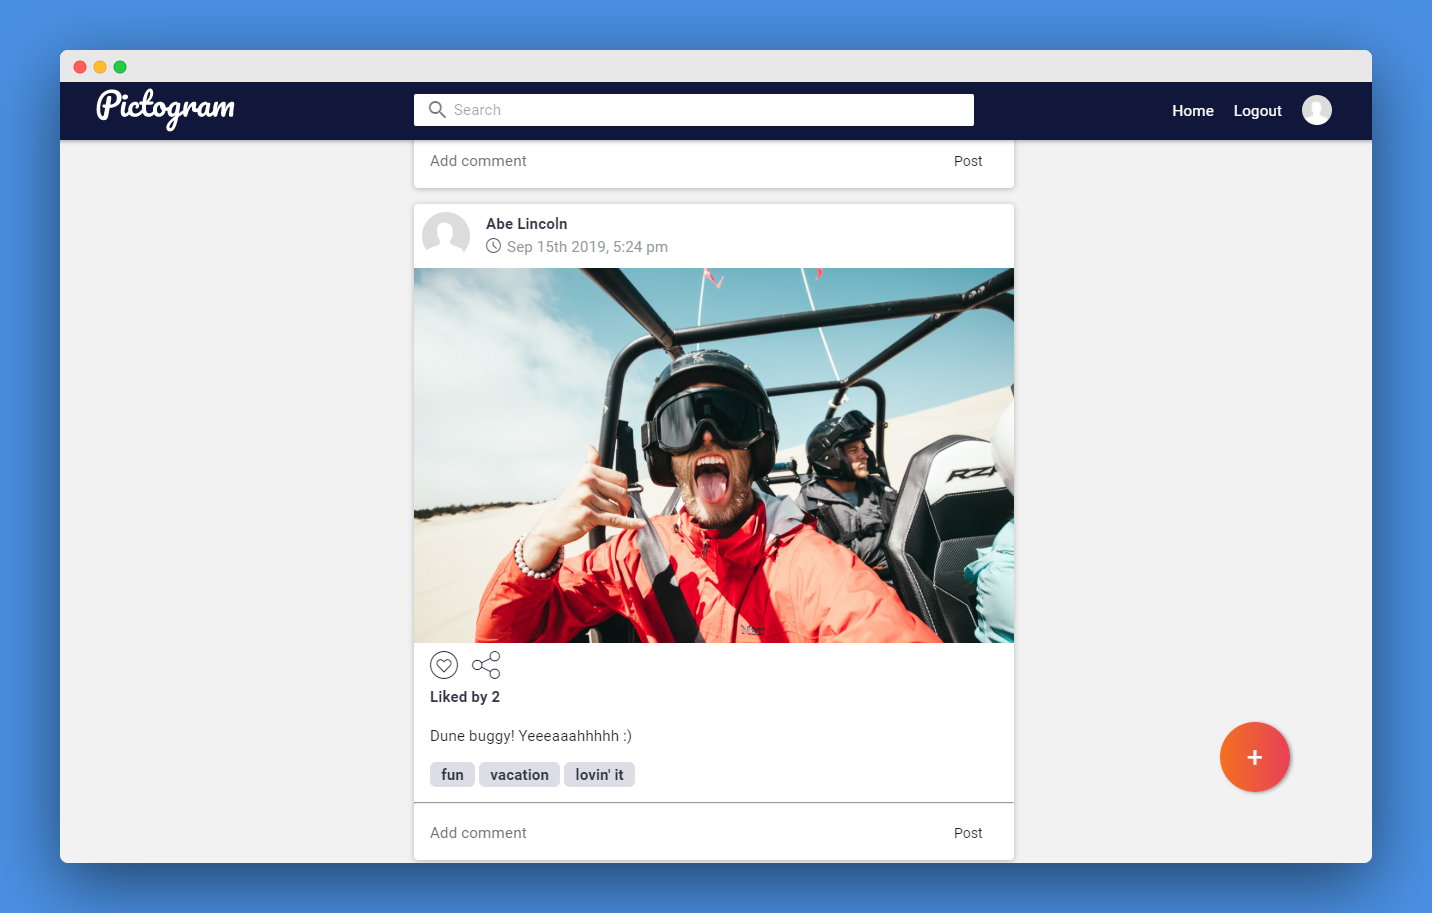 Pictogram
Search
Home Logout
Add comment Post
Abe Lincoln
Sep 15th 2019, 5:24 pm
RZR
Liked by 2
Dune buggy! Yeeeaaahhhhh :)
fun vacation lovin' it
Add comment Post
+